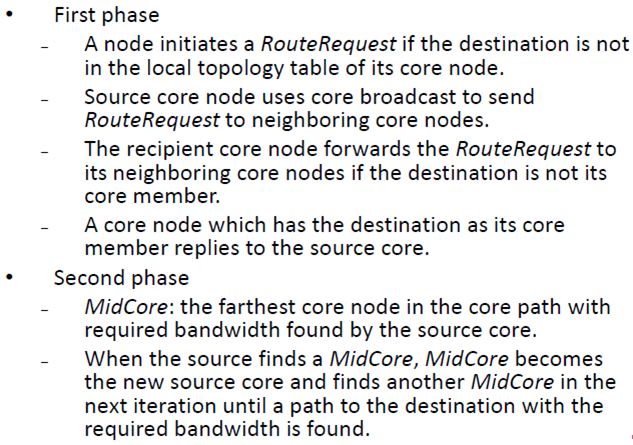 • First phase
– A node initiates a RouteRequest if the destination is not
in the local topology table of its core node.
– Source core node uses core broadcast to send
RouteRequest to neighboring core nodes.
– The recipient core node forwards the RouteRequest to
its neighboring core nodes if the destination is not its
core member.
– A core node which has the destination as its core
member replies to the source core.
• Second phase
– MidCore: the farthest core node in the core path with
required bandwidth found by the source core.
– When the source finds a MidCore, MidCore becomes
the new source core and finds another MidCore in the
next iteration until a path to the destination with the
required bandwidth is found.